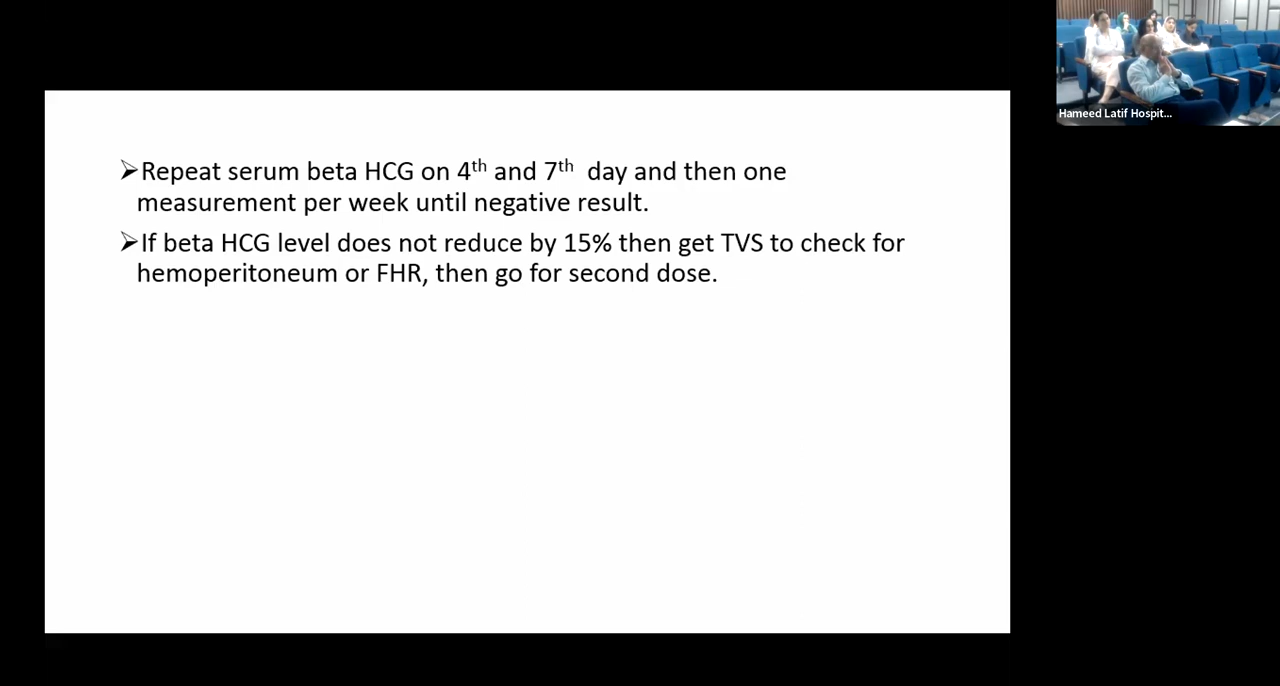 ➢Repeat serum beta HCG on 4th and 7th day and then one
measurement per week until negative result.
➢If beta HCG level does not reduce by 15% then get TVS to check for
hemoperitoneum or FHR, then go for second dose.
Hameed Latif Hospit...